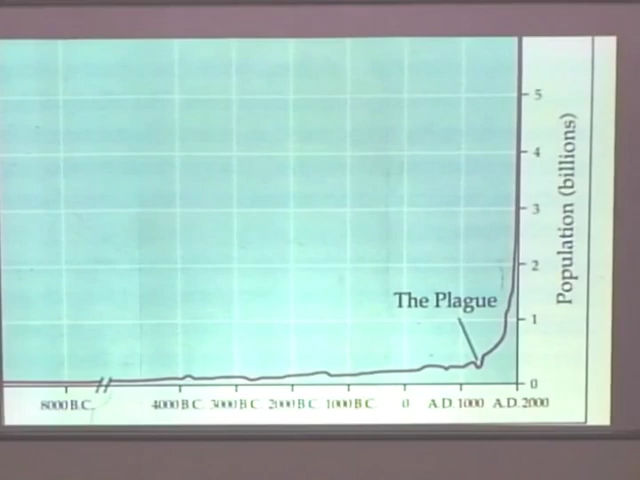 5
4
3
2
1
0
Population (billions)
The Plague
8000 B.C. 4000 B.C. 3000 B.C. 2000 B.C. 1000 B.C. 0 A.D. 1000 A.D. 2000